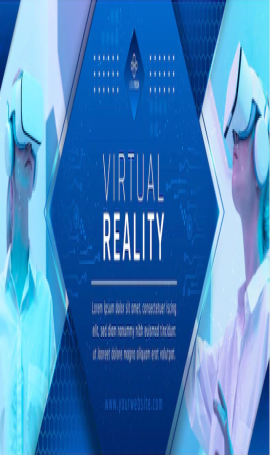 VIRTUAL
REALITY
Lorem ipsum dolor sit amet, consectetuer iscing
elit, sed diam nonummy nibh euismod tincidunt
ut laoreet dolore magna aliquam erat volutpat.
www.yourwebsite.com